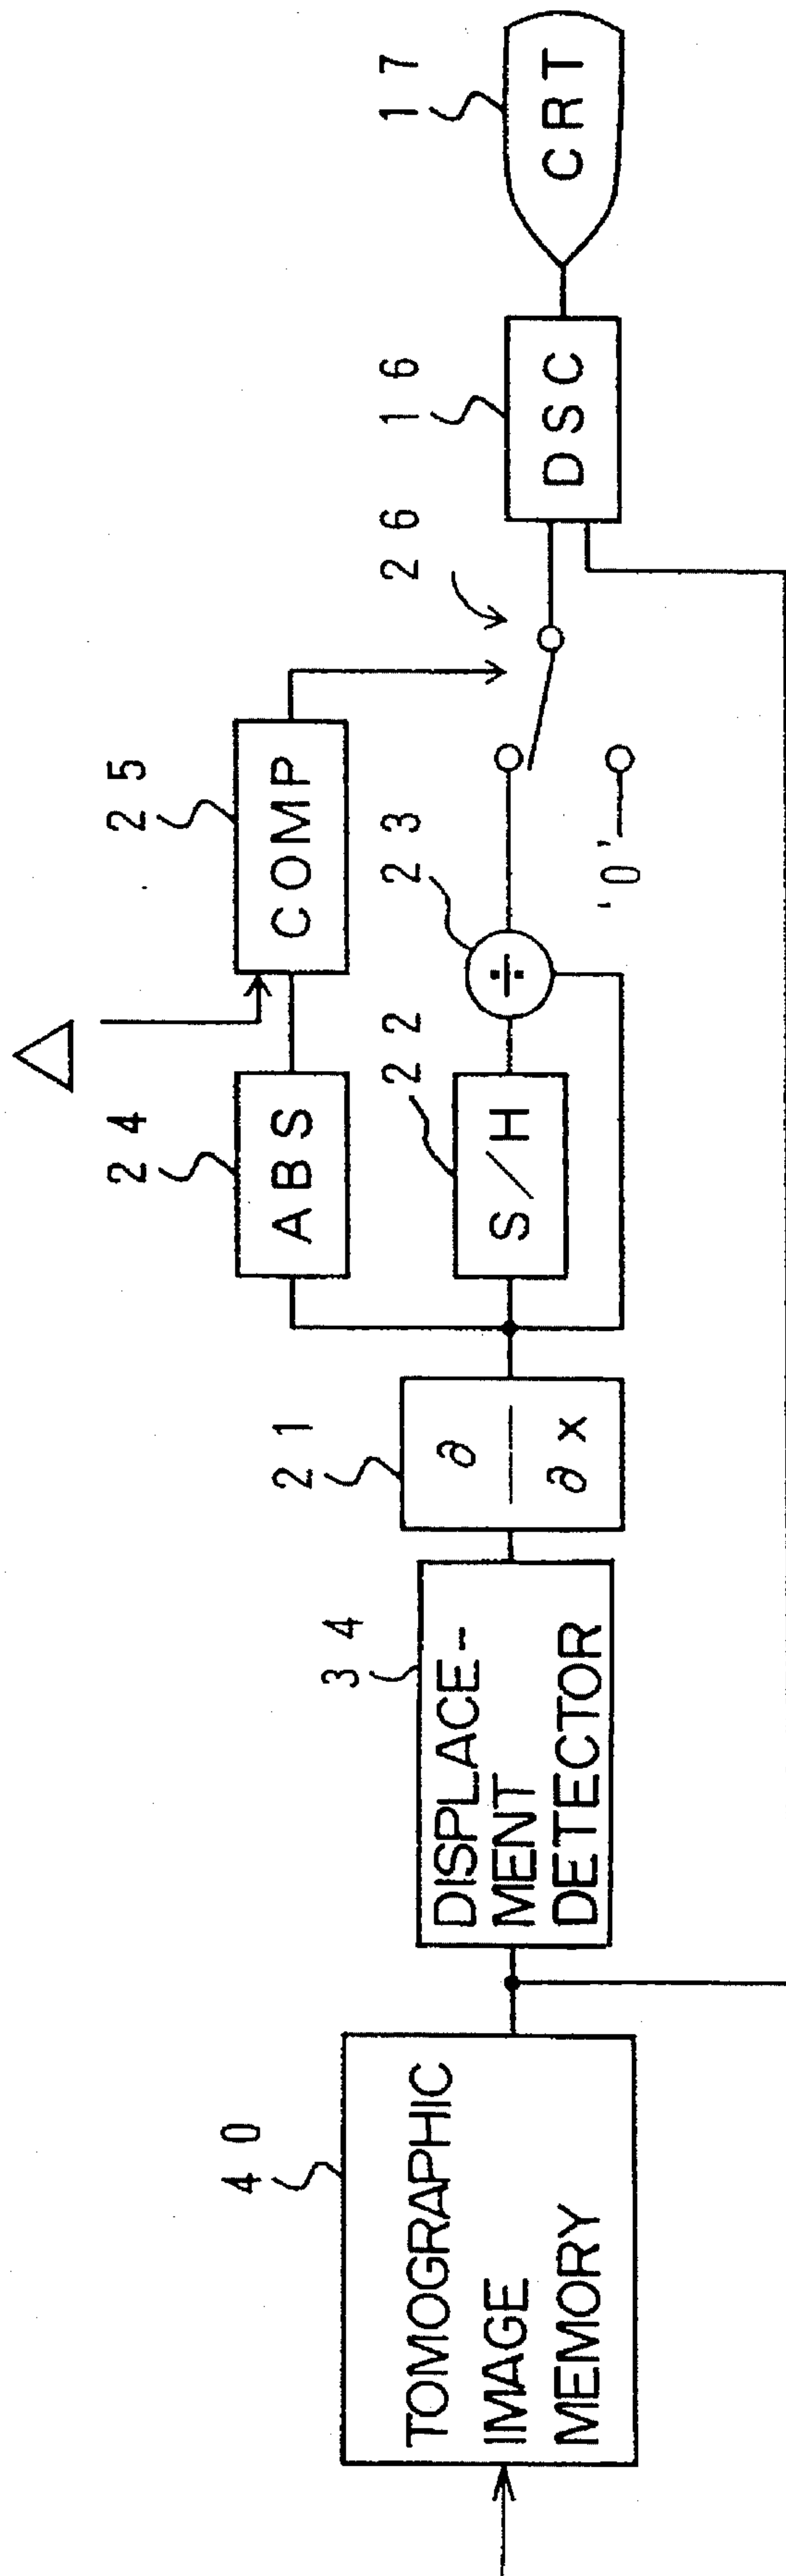 40
TOMOGRAPHIC
IMAGE
MEMORY
34
DISPLACE-
MENT
DETECTOR
21
∂
∂x
24
ABS
Δ
25
COMP
22
S/H
23
÷
'0'
26
16
DSC
17
CRT